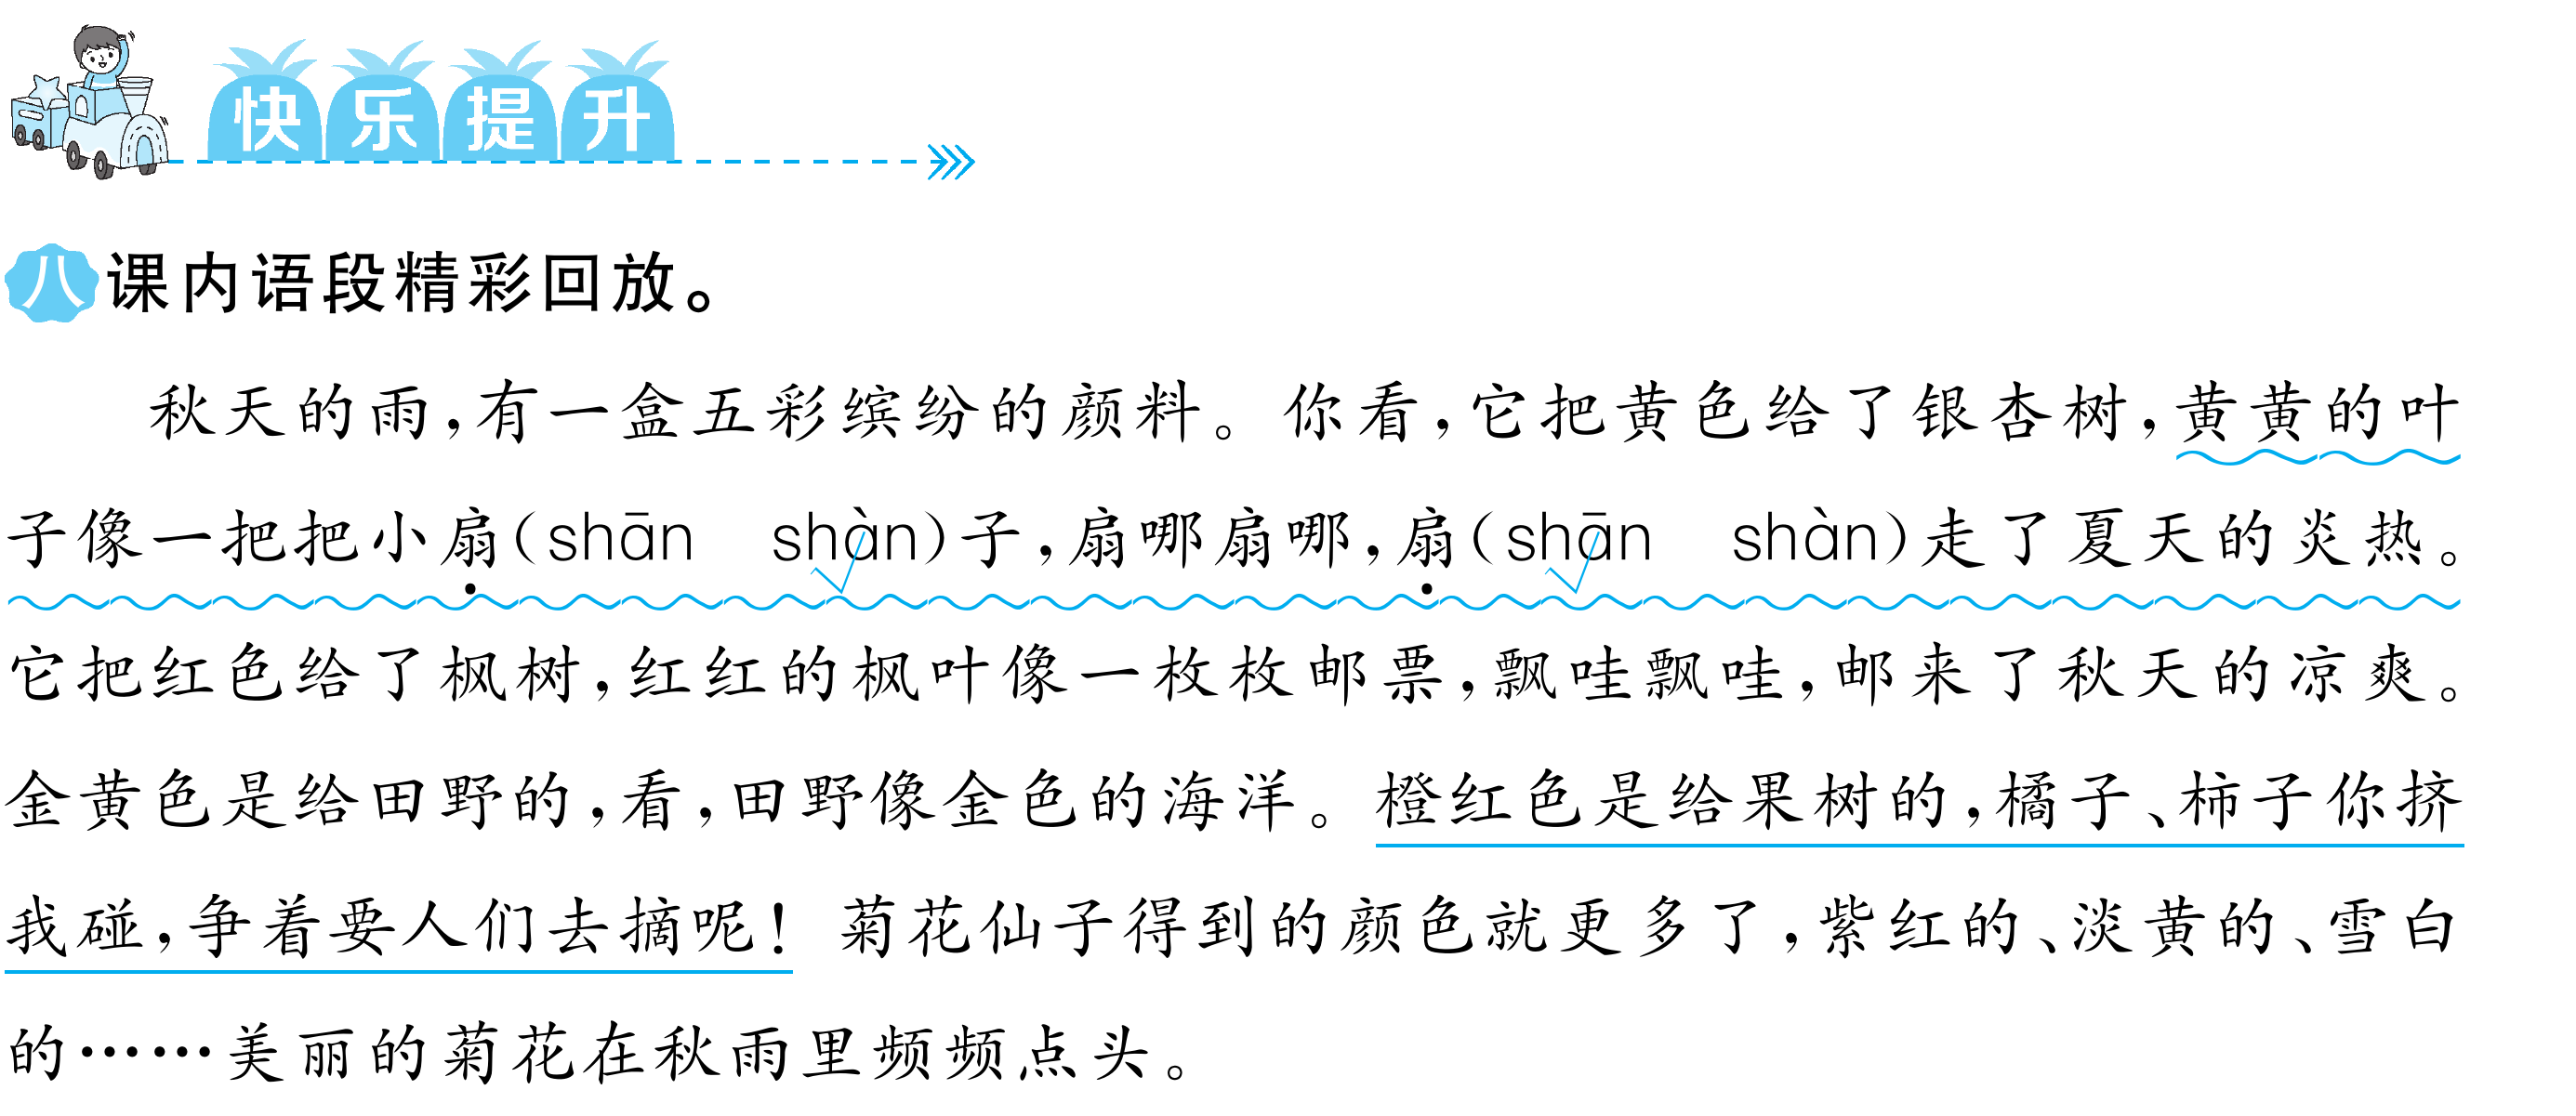 快乐提升
八 课内语段精彩回放。
秋天的雨，有一盒五彩缤纷的颜料。你看，它把黄色给了银杏树，黄黄的叶
子像一把把小扇（shān shàn）子，扇哪扇哪，扇（shān shàn）走了夏天的炎热。
它把红色给了枫树，红红的枫叶像一枚枚邮票，飘哇飘哇，邮来了秋天的凉爽。
金黄色是给田野的，看，田野像金色的海洋。橙红色是给果树的，橘子、柿子你挤
我碰，争着要人们去摘呢！菊花仙子得到的颜色就更多了，紫红的、淡黄的、雪白
的……美丽的菊花在秋雨里频频点头。